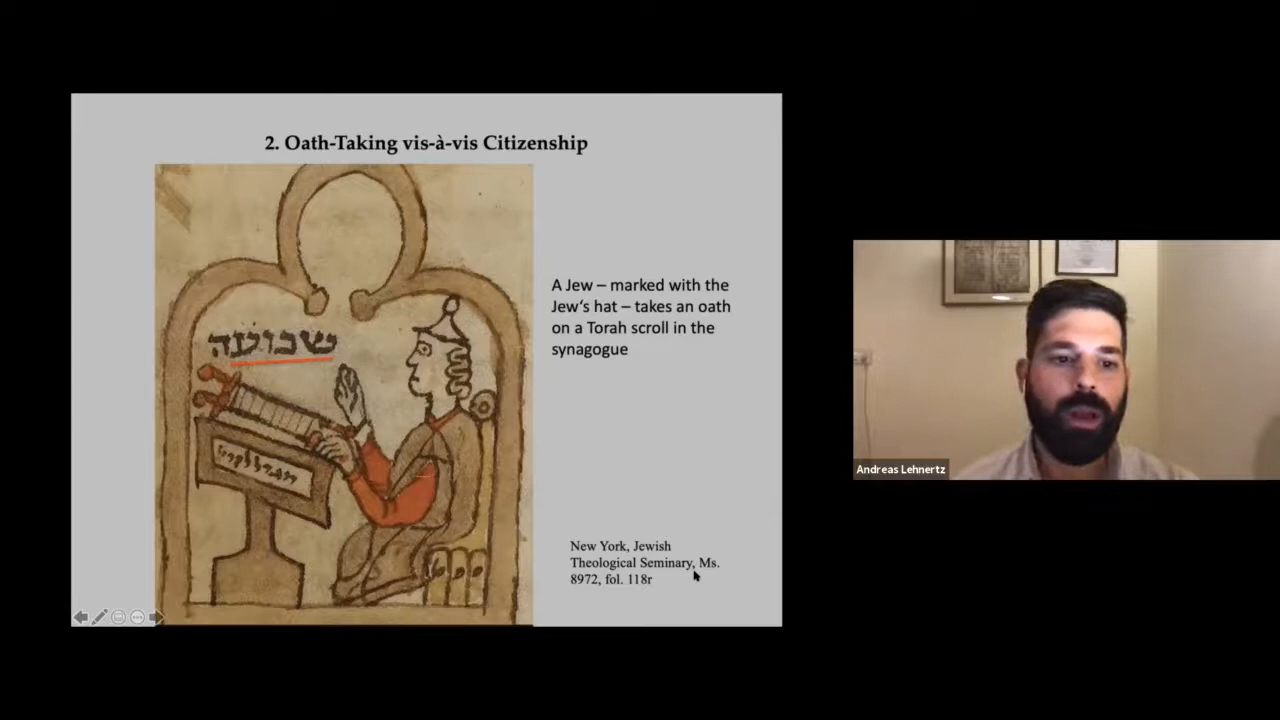 2. Oath-Taking vis-à-vis Citizenship
שבועה
A Jew – marked with the
Jew‘s hat – takes an oath
on a Torah scroll in the
synagogue
New York, Jewish
Theological Seminary, Ms.
8972, fol. 118r
Andreas Lehnertz